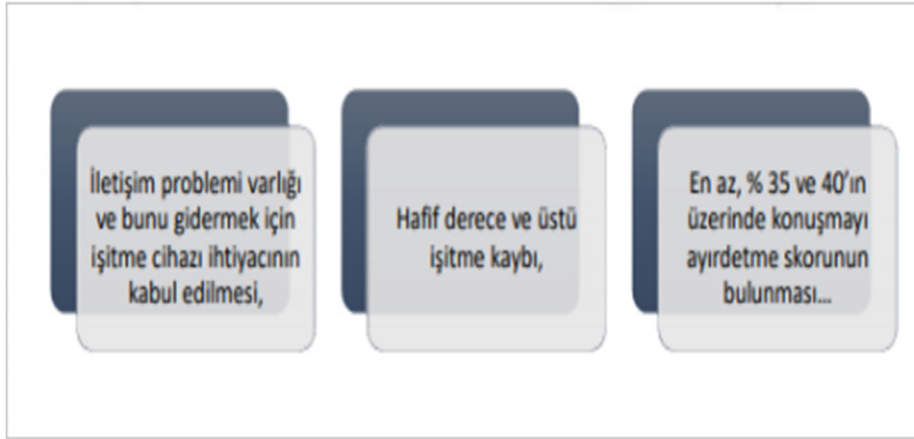 İletişim problemi varlığı
ve bunu gidermek için
işitme cihazı ihtiyacının
kabul edilmesi,
Hafif derece ve üstü
işitme kaybı,
En az, % 35 ve 40’ın
üzerinde konuşmayı
ayırdetme skorunun
bulunması...